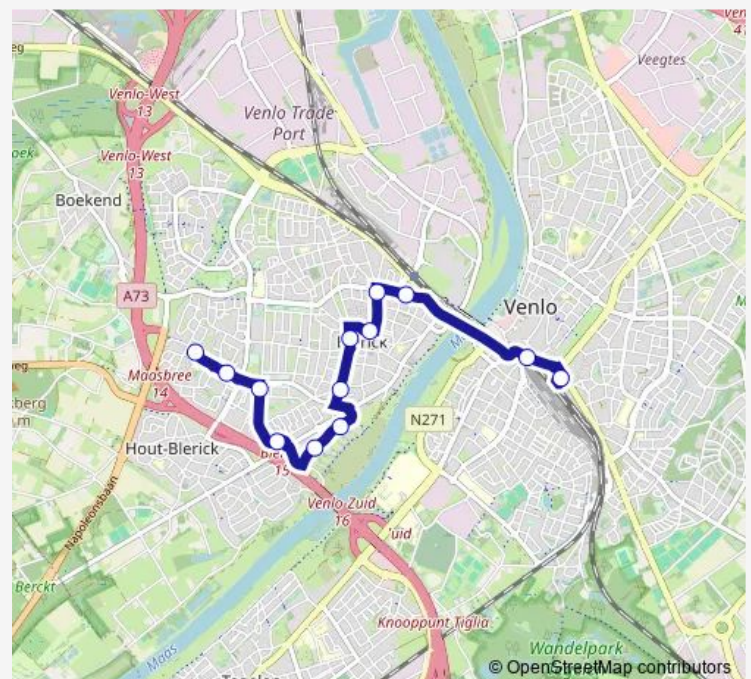 Venlo-West
13
Veegtes
Venlo Trade
Port
Venlo-West
13
Boekend
A73
Venlo
Maasbree
14
N271
Hout-Blerick
15
Venlo Zuid
16
Napoleonsbaan
Berckt
Knooppunt Tiglia
Maas
Wandelpark
© OpenStreetMap contributors